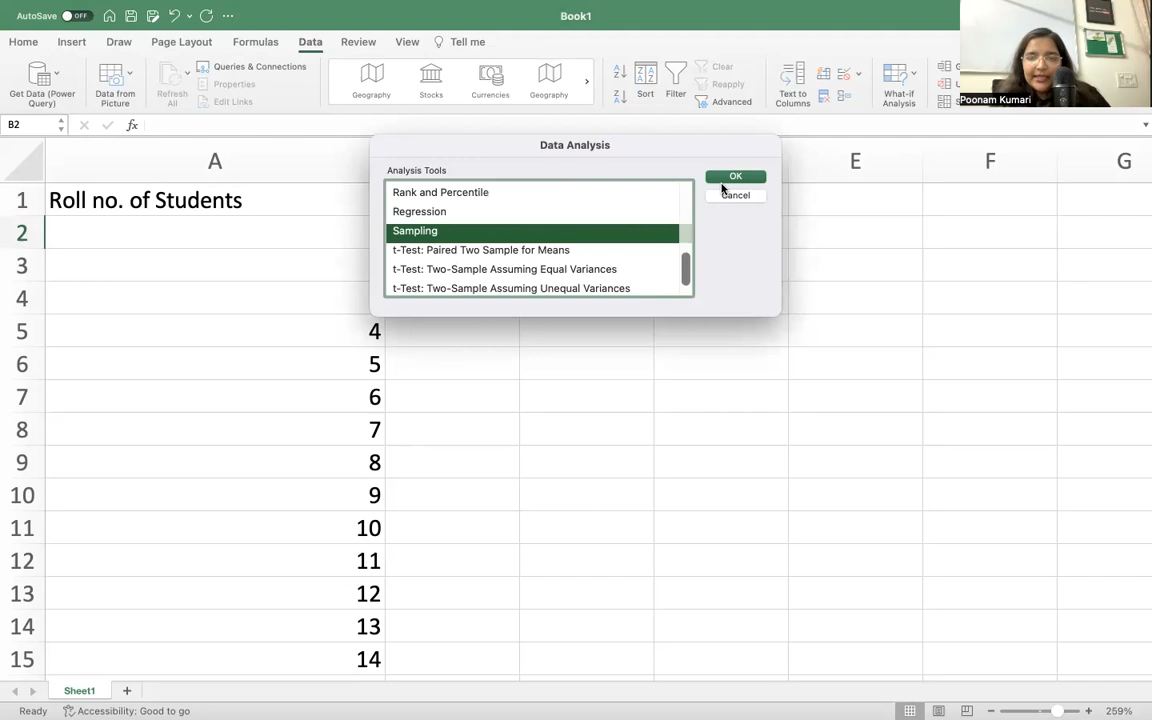 AutoSave OFF Book1
Home Insert Draw Page Layout Formulas Data Review View Tell me
Poonam Kumari
Get Data (Power Query)
Data from Picture
Refresh All
Queries & Connections
Properties
Edit Links
Geography Stocks Currencies Geography
Sort
Filter
Clear
Reapply
Advanced
Text to Columns
What-if Analysis
B2 fx
Data Analysis
Analysis Tools
Rank and Percentile
Regression
Sampling
t-Test: Paired Two Sample for Means
t-Test: Two-Sample Assuming Equal Variances
t-Test: Two-Sample Assuming Unequal Variances
OK
Cancel
A E F G
1 Roll no. of Students
2
3
4
5 4
6 5
7 6
8 7
9 8
10 9
11 10
12 11
13 12
14 13
15 14
Sheet1
Ready Accessibility: Good to go 259%